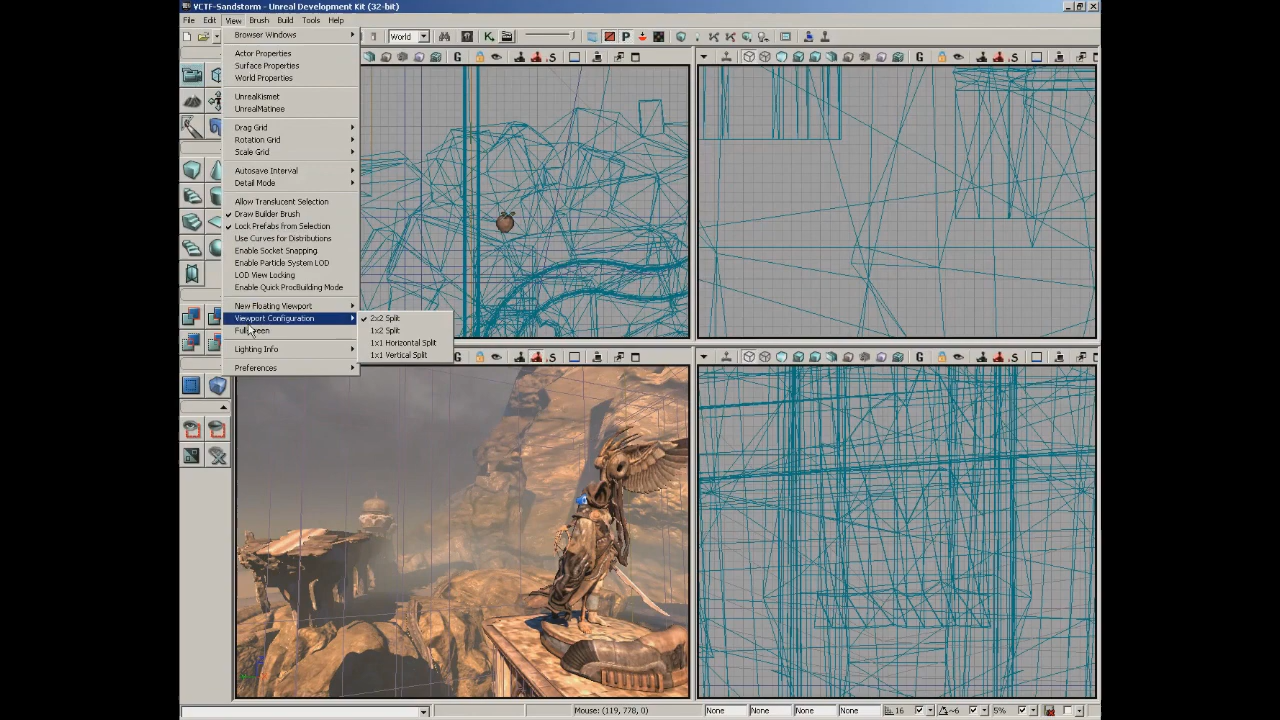 VCTF-Sandstorm - Unreal Development Kit (32-bit)
File Edit View Brush Build Tools Help
World
P
G
S
G
S
Browser Windows
Actor Properties
Surface Properties
World Properties
UnrealKismet
UnrealMatinee
Drag Grid
Rotation Grid
Scale Grid
Autosave Interval
Detail Mode
Allow Translucent Selection
Draw Builder Brush
Lock Prefabs from Selection
Use Curves for Distributions
Enable Socket Snapping
Enable Particle System LOD
LOD View Locking
Enable Quick ProcBuilding Mode
New Floating Viewport
Viewport Configuration
Lighting Info
Preferences
2x2 Split
1x2 Split
1x1 Horizontal Split
1x1 Vertical Split
G
S
G
S
Mouse: (119, 778, 0)
None
None
None
None
16
~6
5%